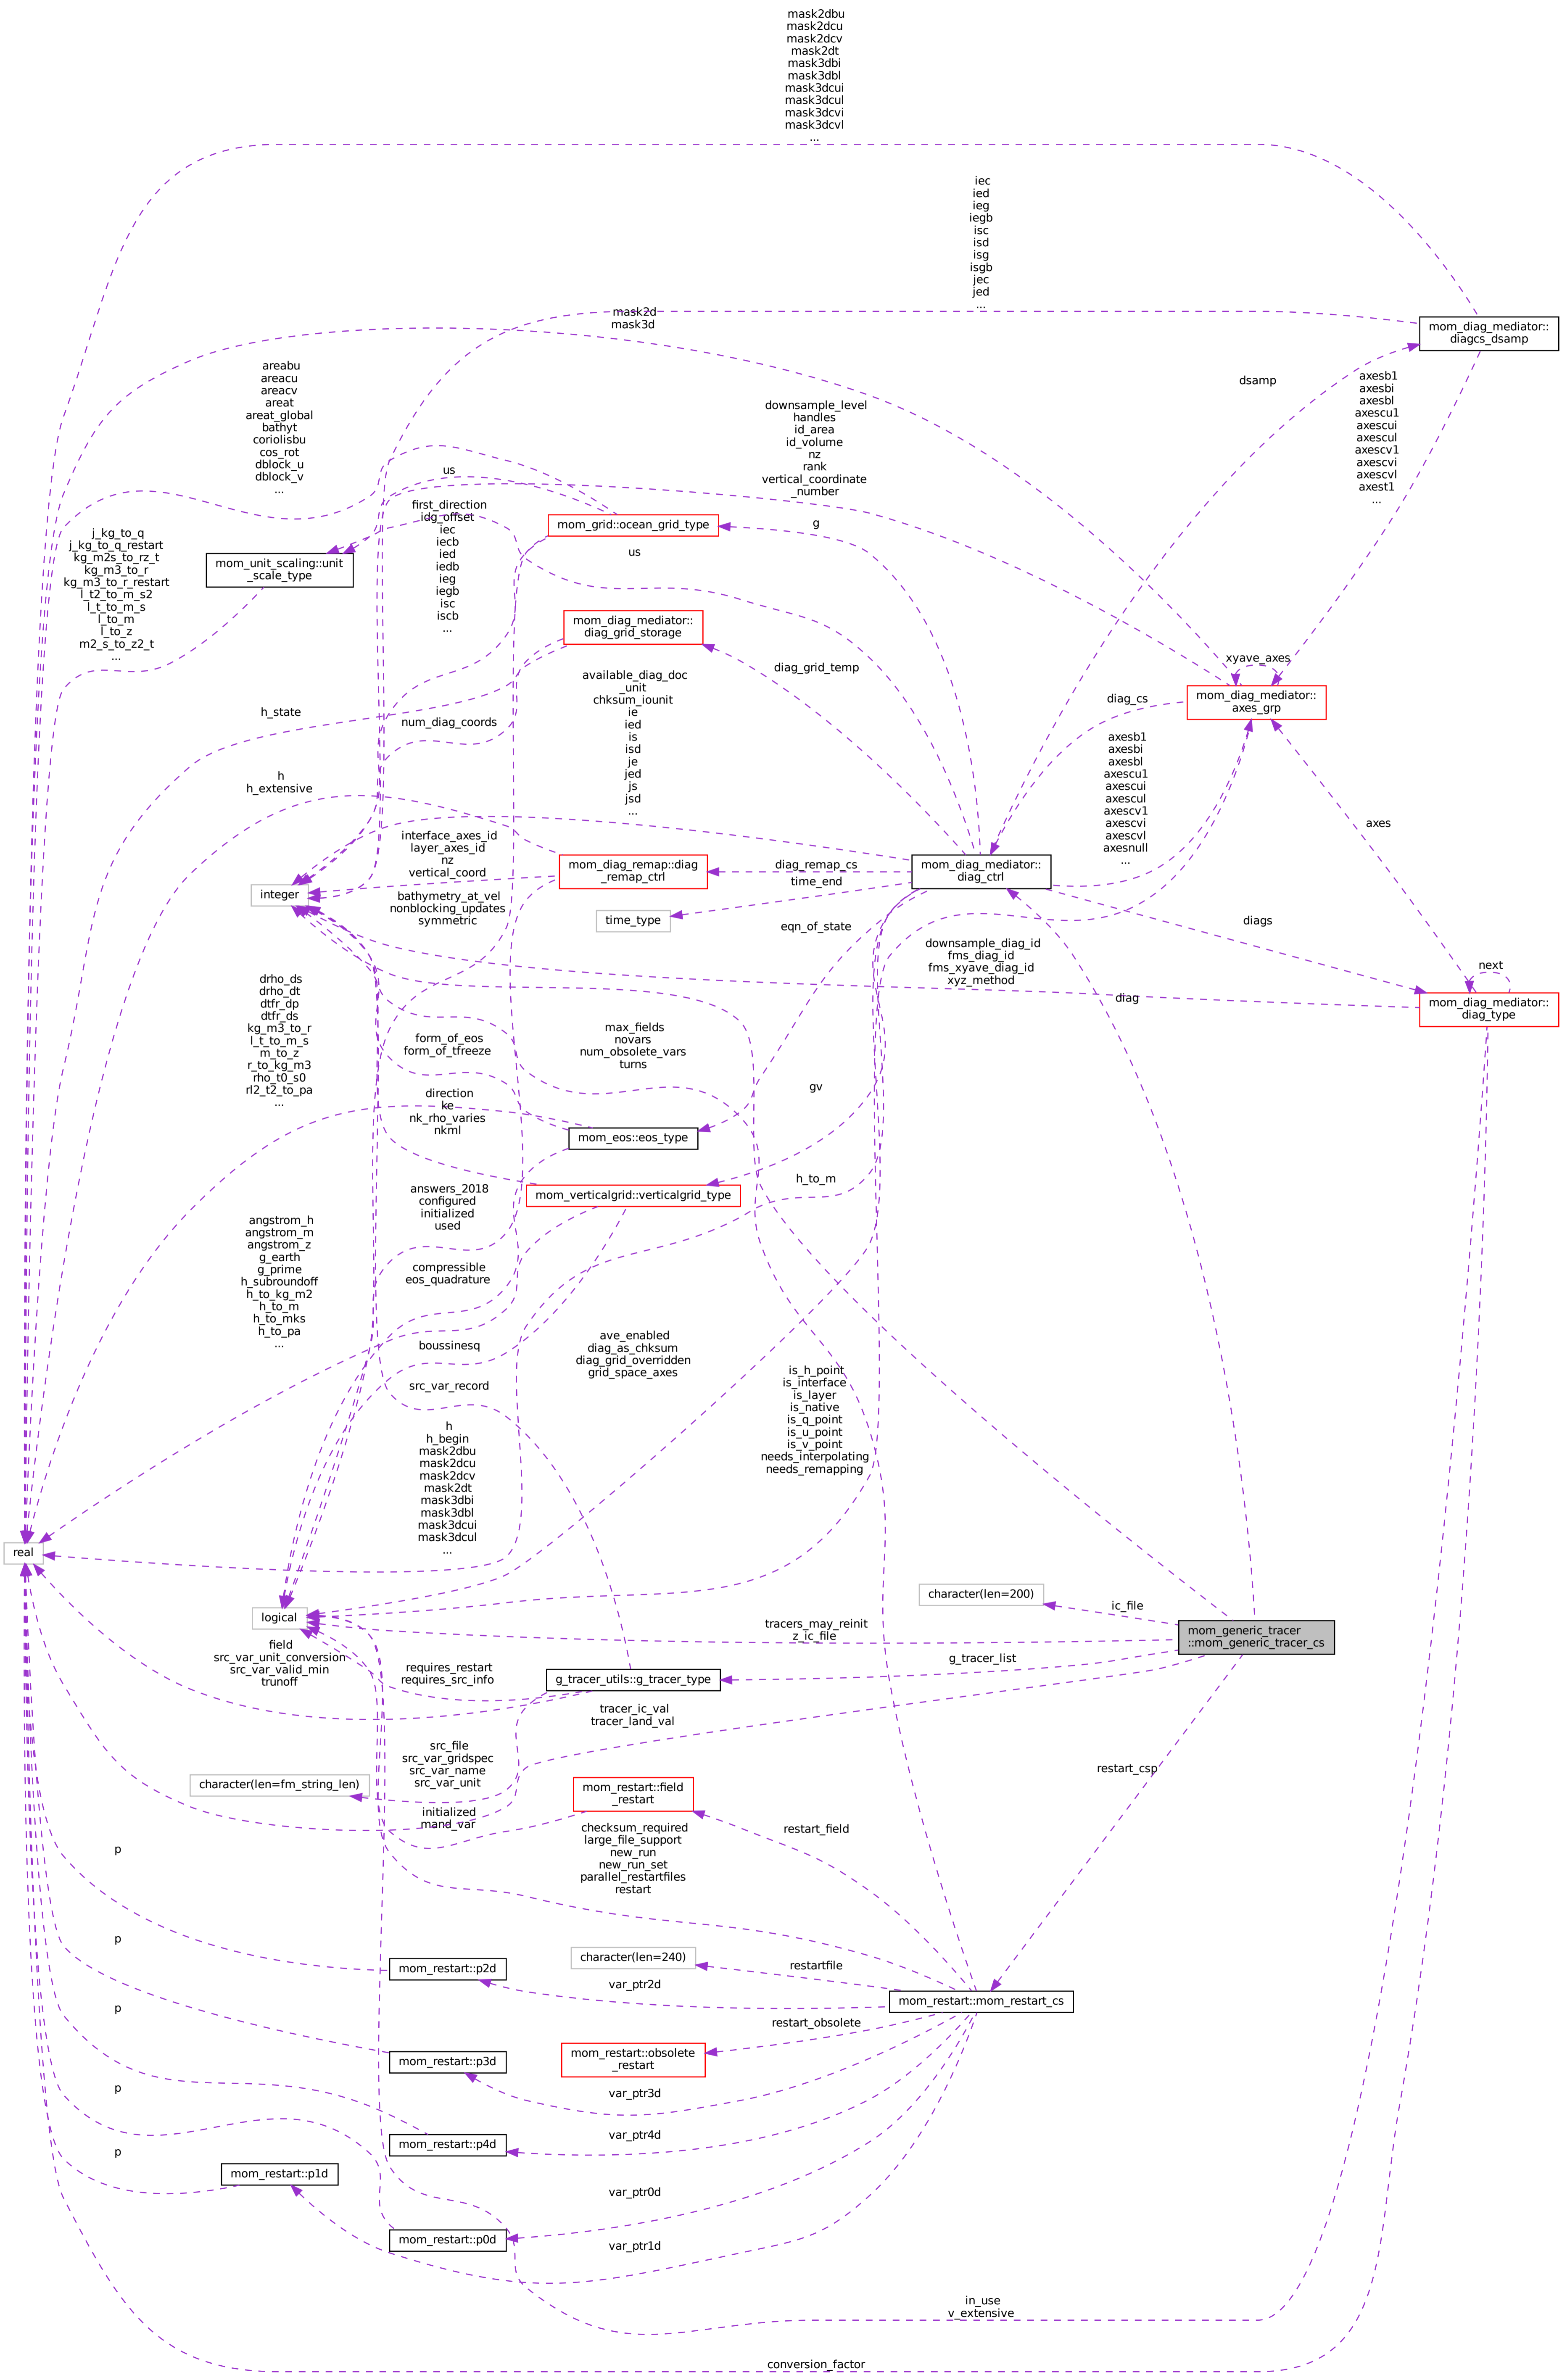 mask2dbu
mask2dcu
mask2dcv
mask2dt
mask3dbi
mask3dbl
mask3dcui
mask3dcul
mask3dcvi
mask3dcvl
...
iec
ied
ieg
iegb
isc
isd
isg
isgb
jec
jed
...
mask2d
mask3d
mom_diag_mediator::
diagcs_dsamp
areabu
areacu
areacv
areat
areat_global
bathyt
coriolisbu
cos_rot
dblock_u
dblock_v
...
dsamp
axesb1
axesbi
axesbl
axescu1
axescui
axescul
axescv1
axescvi
axescvl
axest1
...
downsample_level
handles
id_area
id_volume
nz
rank
vertical_coordinate
_number
us
first_direction
idg_offset
iec
iecb
ied
iedb
ieg
iegb
isc
iscb
...
mom_grid::ocean_grid_type
g
us
j_kg_to_q
j_kg_to_q_restart
kg_m2s_to_rz_t
kg_m3_to_r
kg_m3_to_r_restart
l_t2_to_m_s2
l_t_to_m_s
l_to_m
l_to_z
m2_s_to_z2_t
...
mom_unit_scaling::unit
_scale_type
mom_diag_mediator::
diag_grid_storage
diag_grid_temp
xyave_axes
mom_diag_mediator::
axes_grp
diag_cs
available_diag_doc
_unit
chksum_iounit
ie
ied
is
isd
je
jed
js
jsd
...
h_state
num_diag_coords
axesb1
axesbi
axesbl
axescu1
axescui
axescul
axescv1
axescvi
axescvl
axesnull
...
h
h_extensive
axes
interface_axes_id
layer_axes_id
nz
vertical_coord
mom_diag_remap::diag
_remap_ctrl
diag_remap_cs
mom_diag_mediator::
diag_ctrl
time_end
integer
time_type
bathymetry_at_vel
nonblocking_updates
symmetric
eqn_of_state
diags
downsample_diag_id
fms_diag_id
fms_xyave_diag_id
xyz_method
next
mom_diag_mediator::
diag_type
diag
drho_ds
drho_dt
dtfr_dp
dtfr_ds
kg_m3_to_r
l_t_to_m_s
m_to_z
r_to_kg_m3
rho_t0_s0
rl2_t2_to_pa
...
form_of_eos
form_of_tfreeze
max_fields
novars
num_obsolete_vars
turns
direction
ke
nk_rho_varies
nkml
gv
mom_eos::eos_type
h_to_m
mom_verticalgrid::verticalgrid_type
answers_2018
configured
initialized
used
angstrom_h
angstrom_m
angstrom_z
g_earth
g_prime
h_subroundoff
h_to_kg_m2
h_to_m
h_to_mks
h_to_pa
...
compressible
eos_quadrature
boussinesq
ave_enabled
diag_as_chksum
diag_grid_overridden
grid_space_axes
src_var_record
is_h_point
is_interface
is_layer
is_native
is_q_point
is_u_point
is_v_point
needs_interpolating
needs_remapping
h
h_begin
mask2dbu
mask2dcu
mask2dcv
mask2dt
mask3dbi
mask3dbl
mask3dcui
mask3dcul
...
real
logical
character(len=200)
ic_file
mom_generic_tracer
::mom_generic_tracer_cs
tracers_may_reinit
z_ic_file
g_tracer_list
field
src_var_unit_conversion
src_var_valid_min
trunoff
requires_restart
requires_src_info
g_tracer_utils::g_tracer_type
tracer_ic_val
tracer_land_val
src_file
src_var_gridspec
src_var_name
src_var_unit
character(len=fm_string_len)
restart_csp
mom_restart::field
_restart
initialized
mand_var
restart_field
checksum_required
large_file_support
new_run
new_run_set
parallel_restartfiles
restart
p
p
character(len=240)
restartfile
mom_restart::p2d
var_ptr2d
mom_restart::mom_restart_cs
p
restart_obsolete
mom_restart::obsolete
_restart
mom_restart::p3d
p
var_ptr3d
var_ptr4d
mom_restart::p4d
p
mom_restart::p1d
var_ptr0d
mom_restart::p0d
var_ptr1d
in_use
v_extensive
conversion_factor